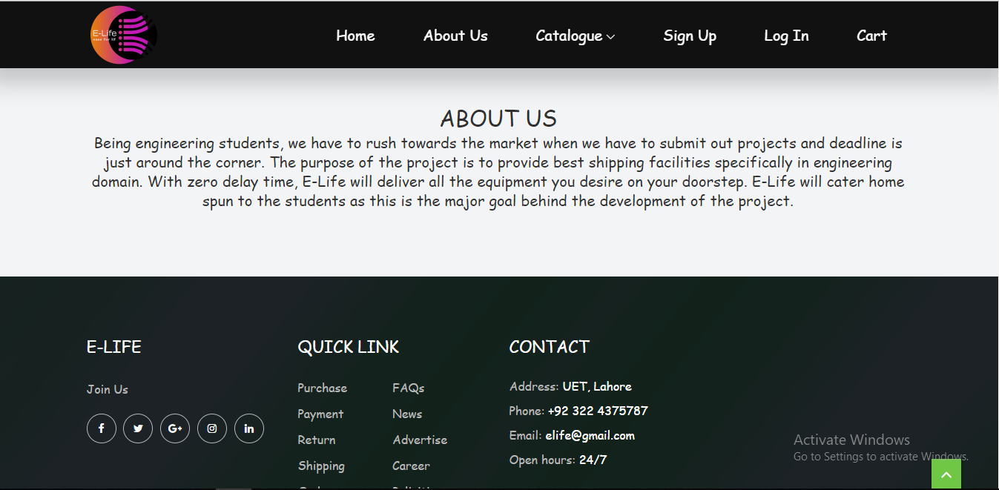 E-Life
Home
About Us
Catalogue
Sign Up
Log In
Cart
ABOUT US
Being engineering students, we have to rush towards the market when we have to submit out projects and deadline is
just around the corner. The purpose of the project is to provide best shipping facilities specifically in engineering
domain. With zero delay time, E-Life will deliver all the equipment you desire on your doorstep. E-Life will cater home
spun to the students as this is the major goal behind the development of the project.
E-LIFE
Join Us
QUICK LINK
Purchase
Payment
Return
Shipping
FAQs
News
Advertise
Career
CONTACT
Address: UET, Lahore
Phone: +92 322 4375787
Email: elife@gmail.com
Open hours: 24/7
Activate Windows
Go to Settings to activate Windows.